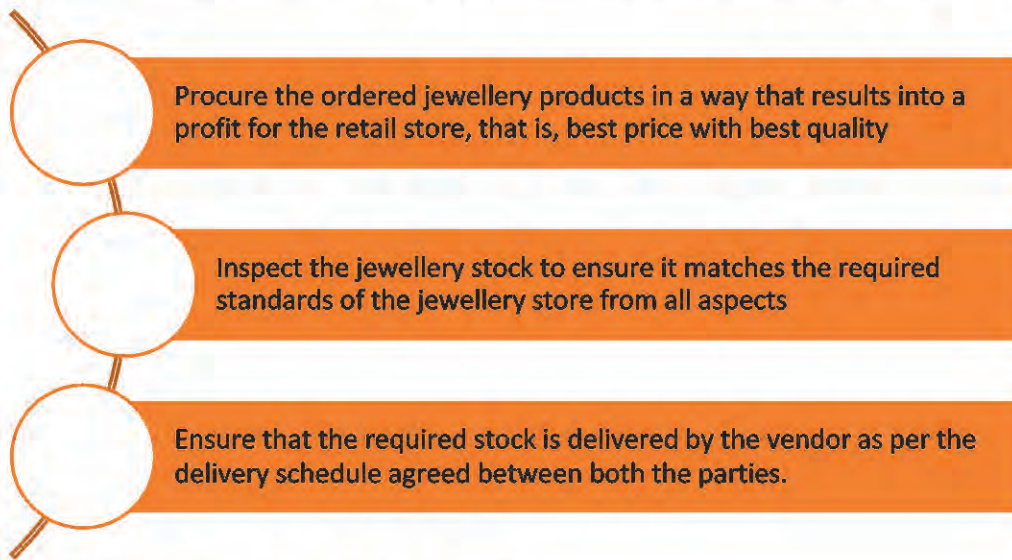 Procure the ordered jewellery products in a way that results into a
profit for the retail store, that is, best price with best quality
Inspect the jewellery stock to ensure it matches the required
standards of the jewellery store from all aspects
Ensure that the required stock is delivered by the vendor as per the
delivery schedule agreed between both the parties.